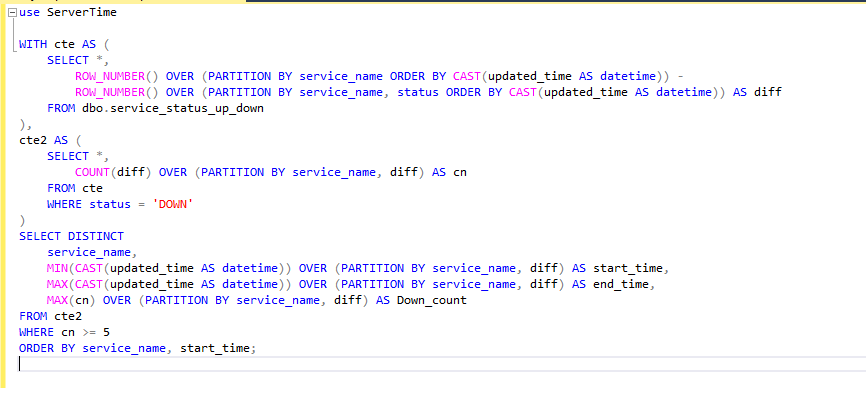 use ServerTime
WITH cte AS (
SELECT *,
ROW_NUMBER() OVER (PARTITION BY service_name ORDER BY CAST(updated_time AS datetime)) -
ROW_NUMBER() OVER (PARTITION BY service_name, status ORDER BY CAST(updated_time AS datetime)) AS diff
FROM dbo.service_status_up_down
),
cte2 AS (
SELECT *,
COUNT(diff) OVER (PARTITION BY service_name, diff) AS cn
FROM cte
WHERE status = 'DOWN'
)
SELECT DISTINCT
service_name,
MIN(CAST(updated_time AS datetime)) OVER (PARTITION BY service_name, diff) AS start_time,
MAX(CAST(updated_time AS datetime)) OVER (PARTITION BY service_name, diff) AS end_time,
MAX(cn) OVER (PARTITION BY service_name, diff) AS Down_count
FROM cte2
WHERE cn >= 5
ORDER BY service_name, start_time;